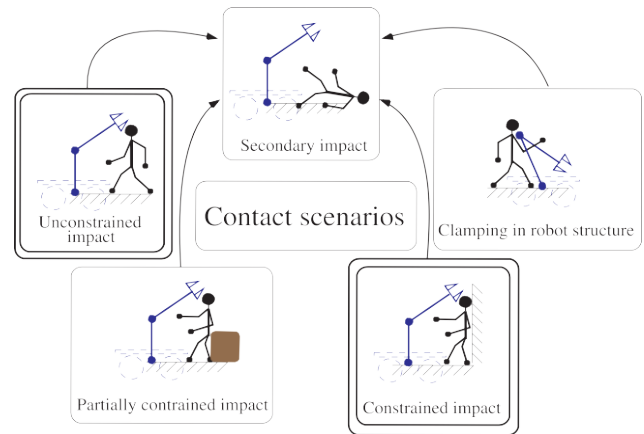 Secondary impact
Unconstrained
impact
Contact scenarios
Clamping in robot structure
Partially contrained impact
Constrained impact